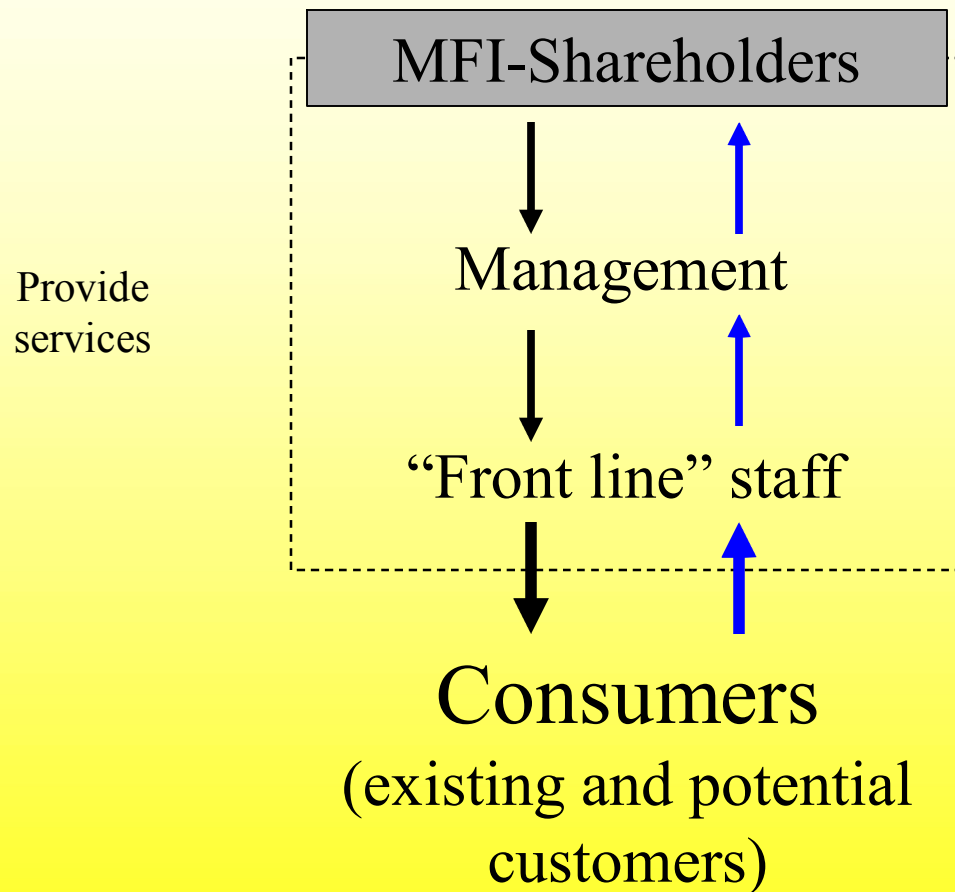 MFI-Shareholders
Management
Provide
services
“Front line” staff
Consumers
(existing and potential
customers)